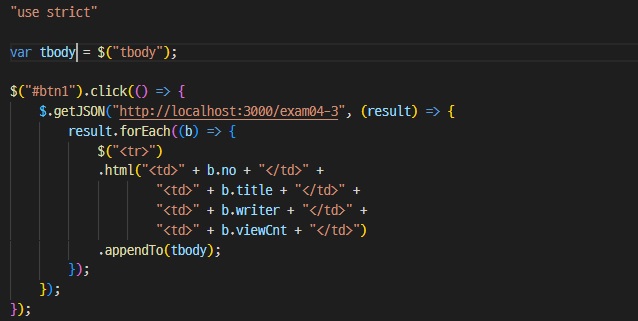 "use strict"

var tbody = $("tbody");

$("#btn1").click(() => {
    $.getJSON("http://localhost:3000/exam04-3", (result) => {
        result.forEach((b) => {
            $("<tr>")
            .html("<td>" + b.no + "</td>" +
                    "<td>" + b.title + "</td>" +
                    "<td>" + b.writer + "</td>" +
                    "<td>" + b.viewCnt + "</td>")
            .appendTo(tbody);
        });
    });
});